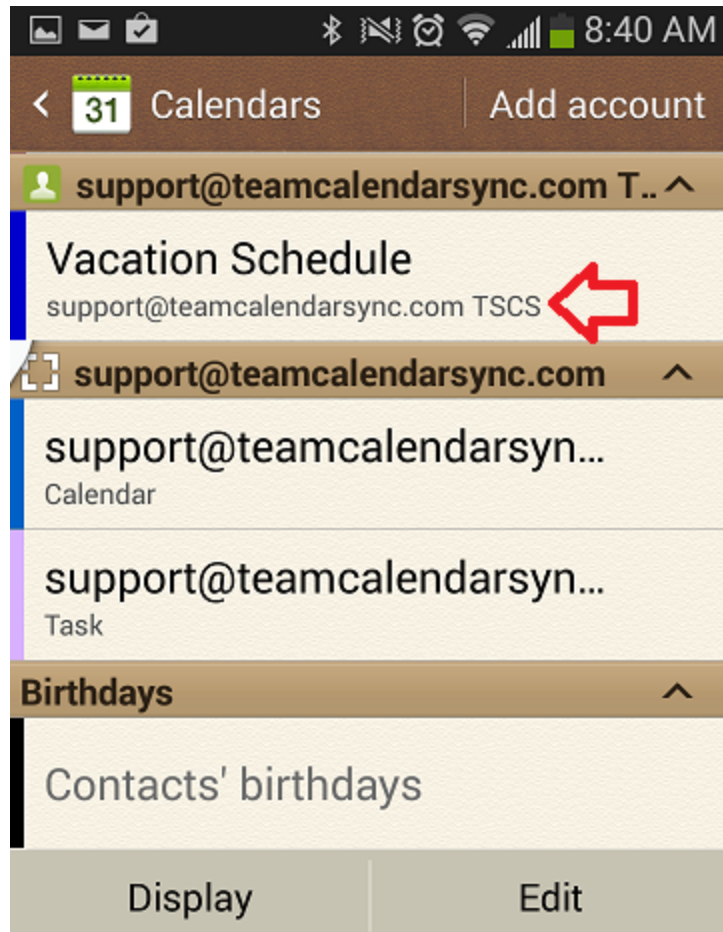 8:40 AM
31 Calendars Add account
support@teamcalendarsync.com T..
Vacation Schedule
support@teamcalendarsync.com TSCS
support@teamcalendarsync.com
support@teamcalendarsyn...
Calendar
support@teamcalendarsyn...
Task
Birthdays
Contacts' birthdays
Display Edit